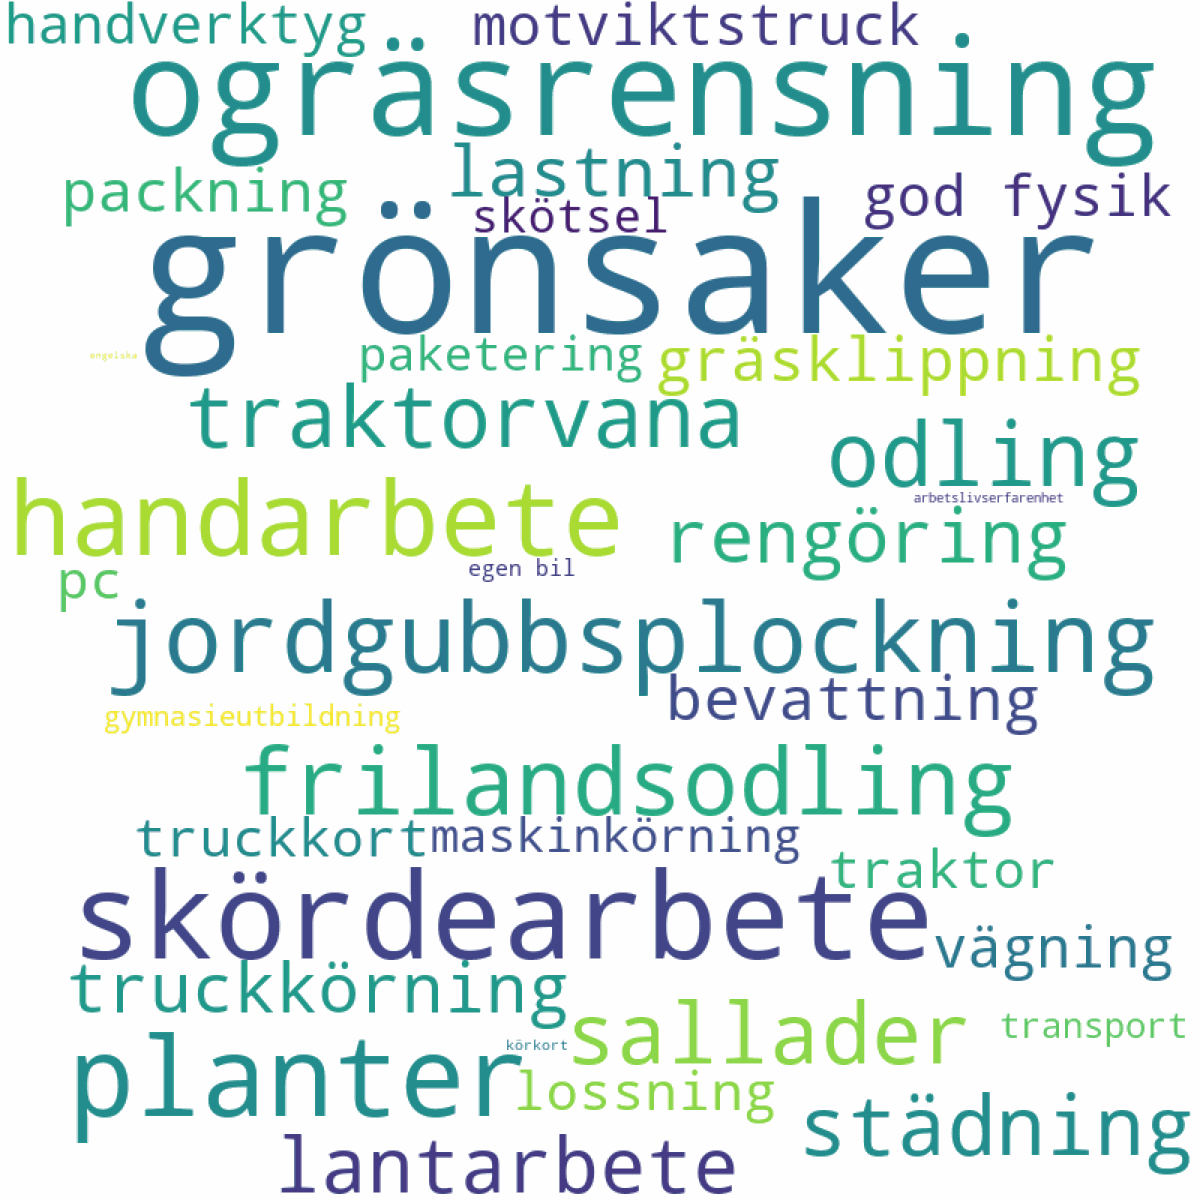 handverktyg
motviktstruck
ogräsrensning
lastning
packning
god fysik
skötsel
grönsaker
engelska
paketering
gräsklippning
traktorvana
odling
arbetslivserfarenhet
handarbete
rengöring
egen bil
pc
jordgubbsplockning
bevattning
gymnasieutbildning
frilandsodling
truckkort
maskinkörning
traktor
skördearbete
vägning
truckkörning
sallader
transport
körkort
planter
lossning
städning
lantarbete